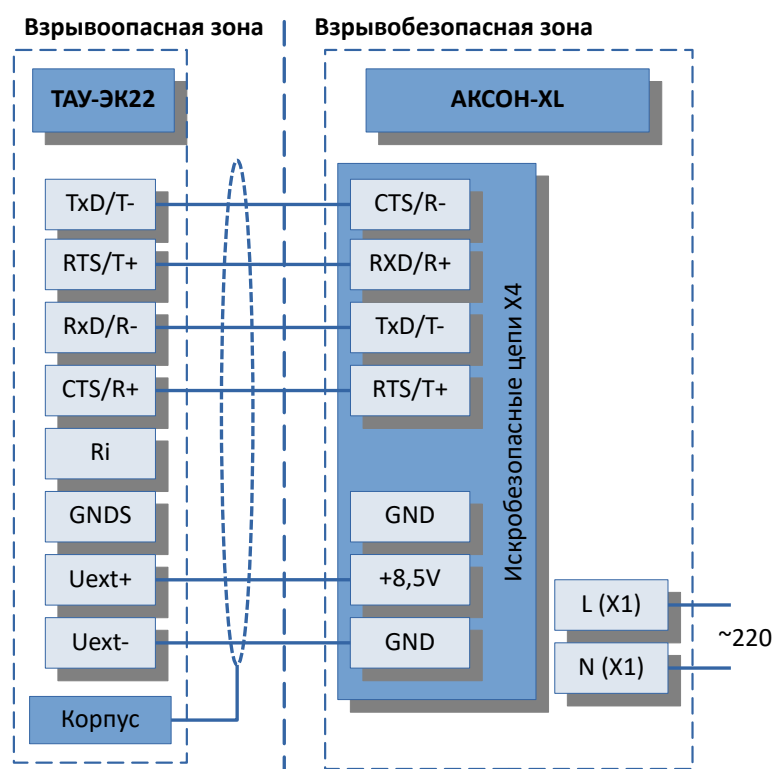 Взрывоопасная зона
Взрывобезопасная зона
ТАУ-ЭК22
АКСОН-XL
TxD/T-
CTS/R-
RTS/T+
RXD/R+
RxD/R-
TxD/T-
CTS/R+
RTS/T+
Ri
GNDS
GND
Uext+
+8,5V
Uext-
GND
Искробезопасные цепи X4
L (X1)
~220
N (X1)
Корпус